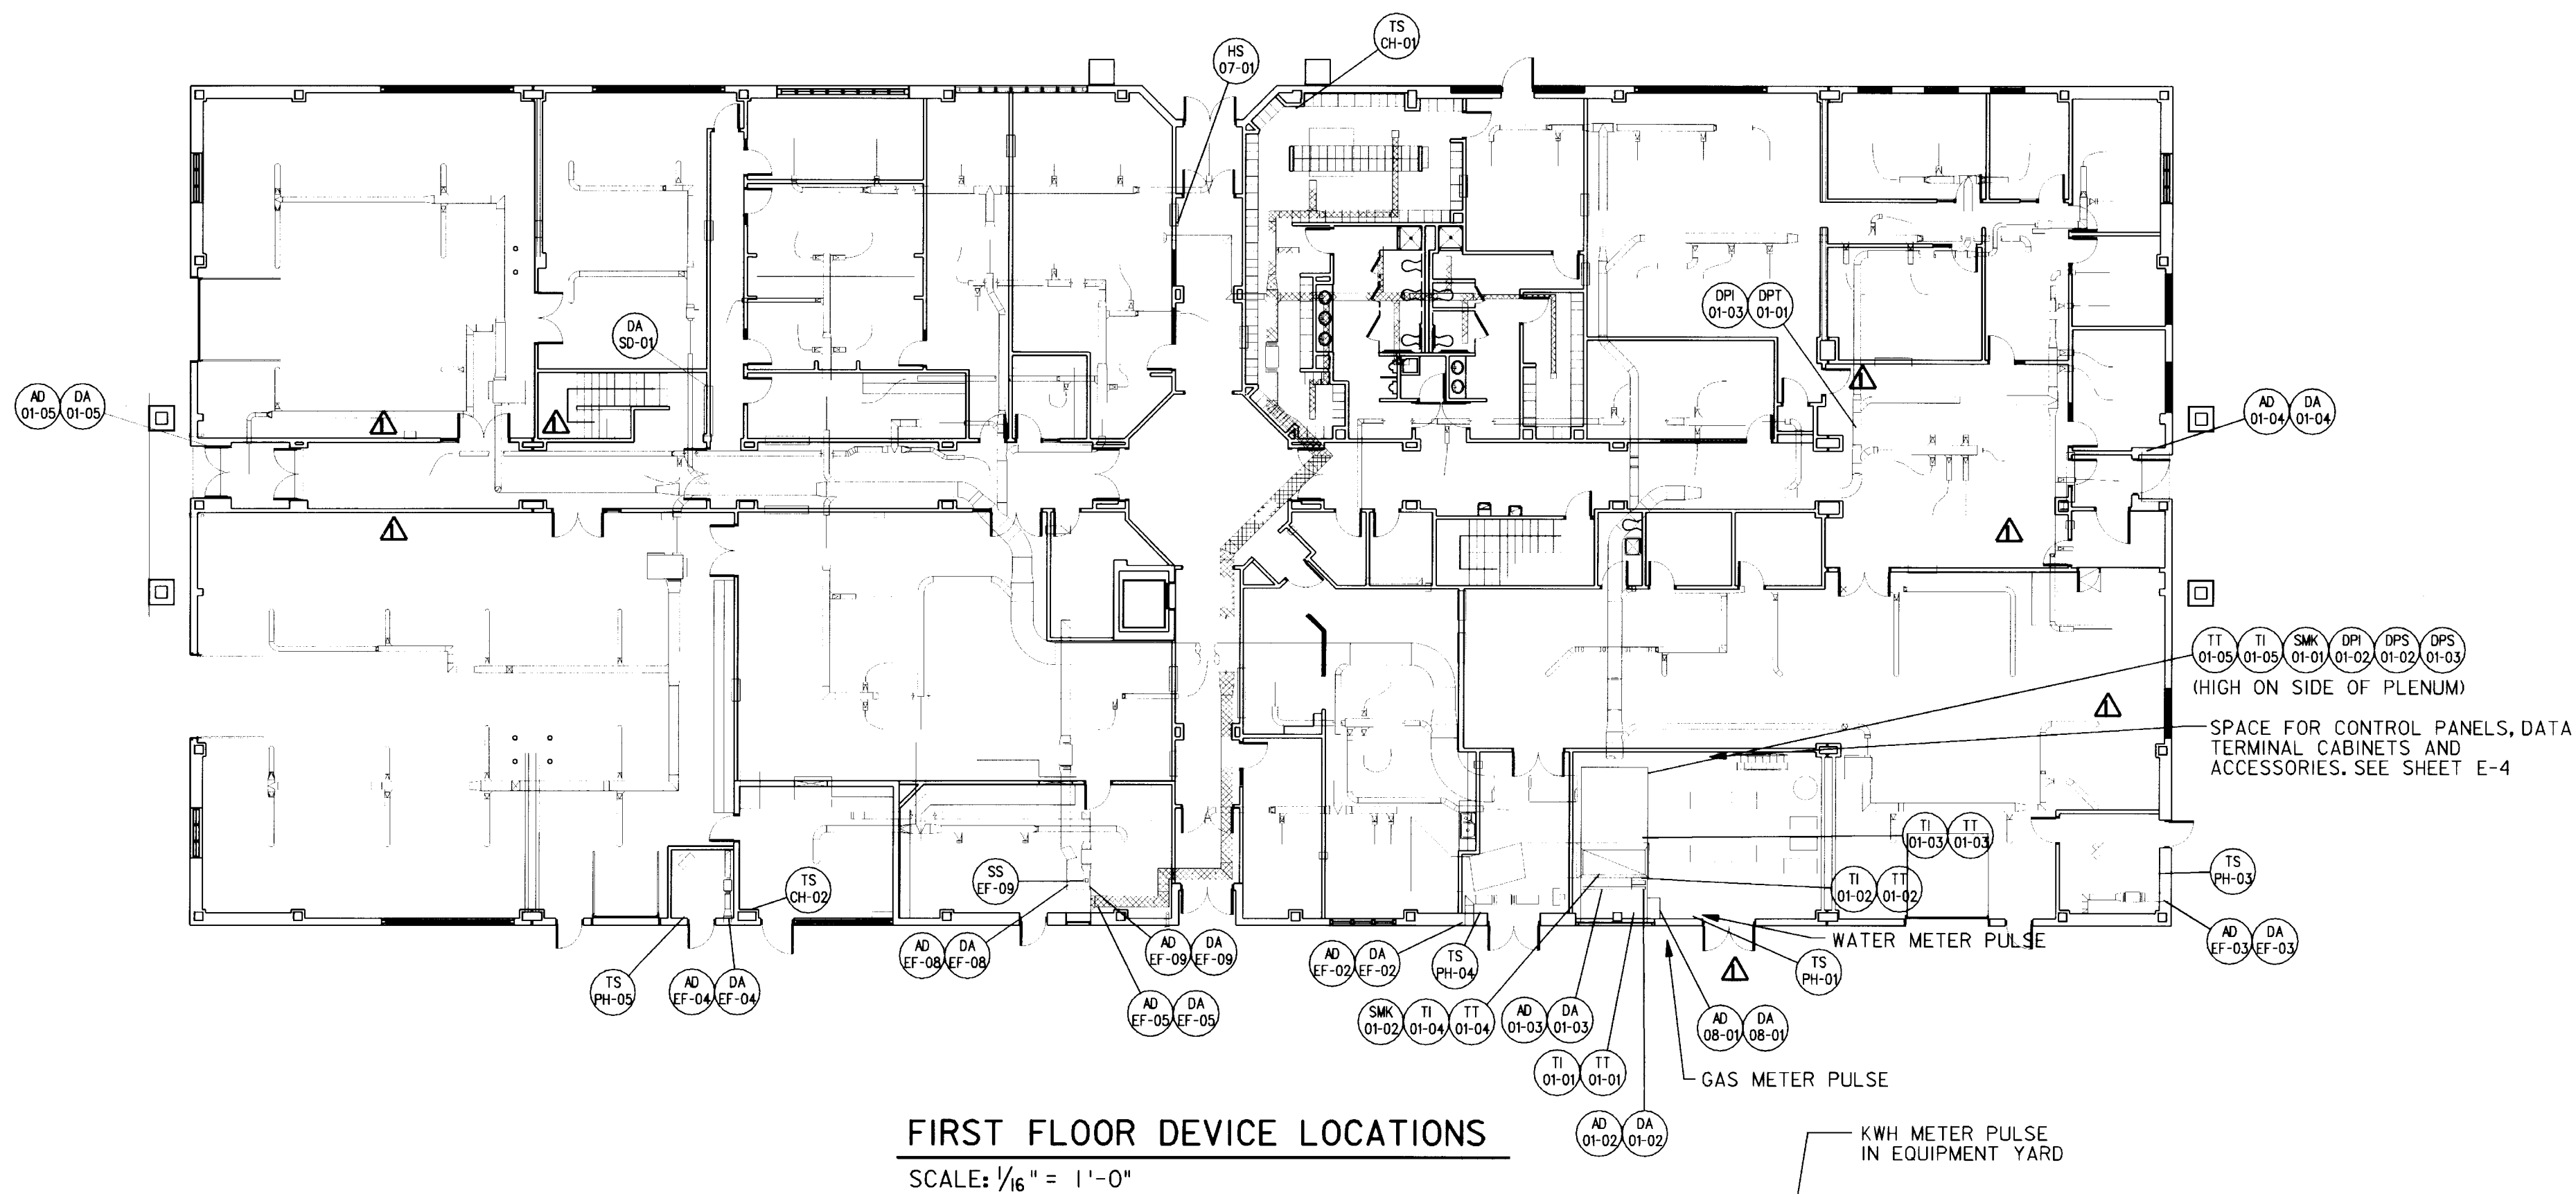 TS
CH-01
HS
07-01
DPI
01-03
DPT
01-01
DA
SD-01
AD
01-05
DA
01-05
AD
01-04
DA
01-04
1
1
1
1
1
TT
01-05
TI
01-05
SMK
01-01
DPI
01-02
DPS
01-02
DPS
01-03
(HIGH ON SIDE OF PLENUM)
1
SPACE FOR CONTROL PANELS, DATA
TERMINAL CABINETS AND
ACCESSORIES. SEE SHEET E-4
TI
01-03
TT
01-03
TI
01-02
TT
01-02
TS
PH-03
SS
EF-09
TS
CH-02
AD
EF-08
DA
EF-08
AD
EF-09
DA
EF-09
AD
EF-02
DA
EF-02
TS
PH-04
WATER METER PULSE
AD
EF-03
DA
EF-03
TS
PH-01
1
TS
PH-05
AD
EF-04
DA
EF-04
AD
EF-05
DA
EF-05
SMK
01-02
TI
01-04
TT
01-04
AD
01-03
DA
01-03
AD
08-01
DA
08-01
TI
01-01
TT
01-01
GAS METER PULSE
AD
01-02
DA
01-02
FIRST FLOOR DEVICE LOCATIONS
SCALE: 1/16" = 1'-0"
KWH METER PULSE
IN EQUIPMENT YARD